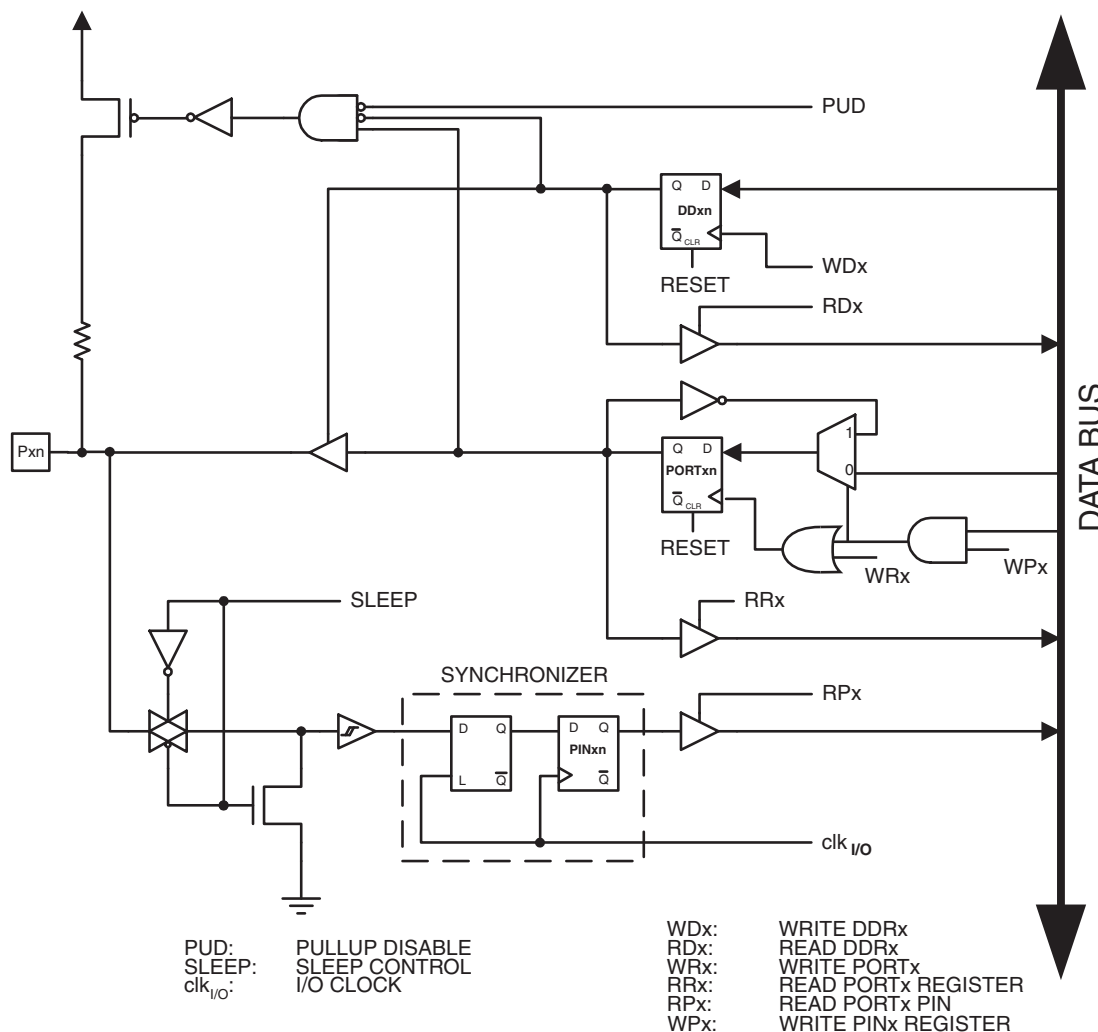 PUD
Q D
DDxn
Q CLR
WDx
RESET
RDx
Pxn
1
Q D
PORTxn
0
Q CLR
RESET
WRx
WPx
DATA BUS
SLEEP
RRx
SYNCHRONIZER
RPx
D Q
D Q
PINxn
L Q
Q
clk I/O
PUD: PULLUP DISABLE
SLEEP: SLEEP CONTROL
clkI/O: I/O CLOCK
WDx: WRITE DDRx
RDx: READ DDRx
WRx: WRITE PORTx
RRx: READ PORTx REGISTER
RPx: READ PORTx PIN
WPx: WRITE PINx REGISTER